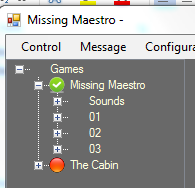 Missing Maestro -
Control Message Configura
Games
Missing Maestro
Sounds
01
02
03
The Cabin